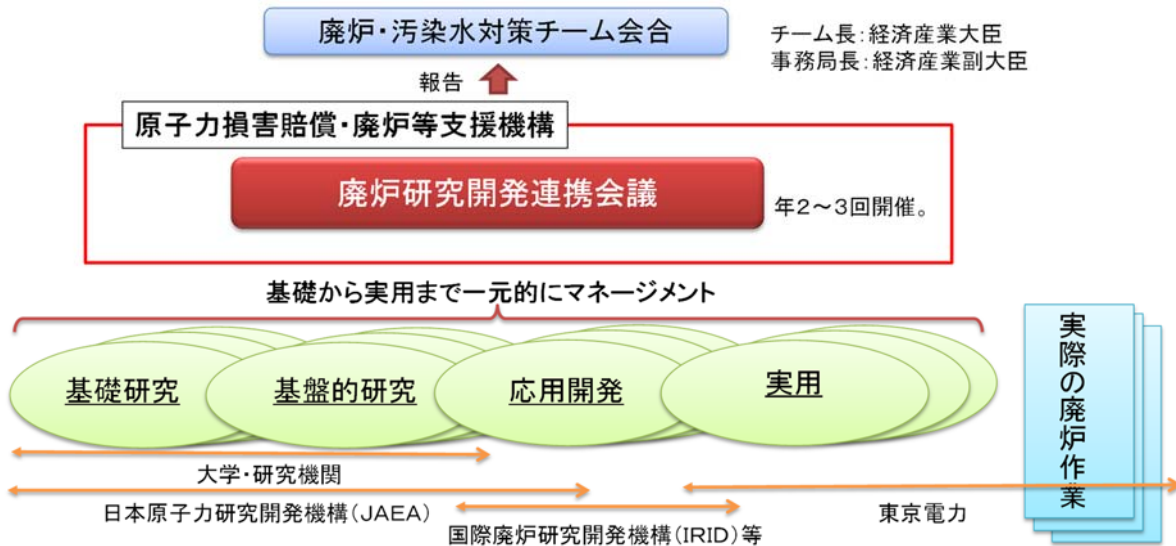 廃炉・汚染水対策チーム会合
チーム長：経済産業大臣
事務局長：経済産業副大臣
報告
原子力損害賠償・廃炉等支援機構
廃炉研究開発連携会議
年２～３回開催。
基礎から実用まで一元的にマネージメント
基礎研究
基盤的研究
応用開発
実用
実際の廃炉作業
大学・研究機関
日本原子力研究開発機構（JAEA）
国際廃炉研究開発機構（IRID）等
東京電力